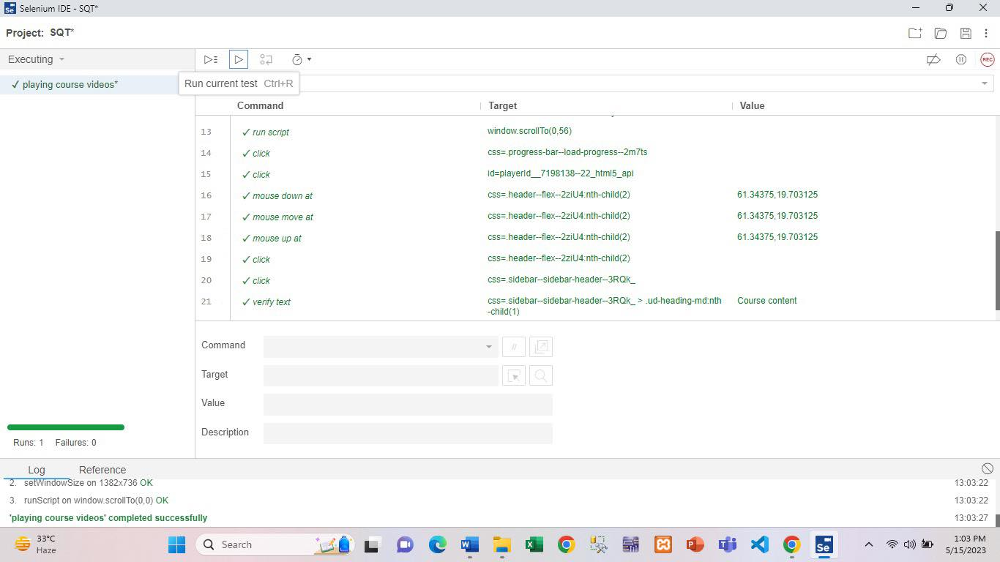 Selenium IDE - SQT*
Project: SQT*
Executing
✓ playing course videos*
Run current test Ctrl+R
REC
Command Target Value
13 ✓ run script window.scrollTo(0,56)
14 ✓ click css=.progress-bar--load-progress--2m7ts
15 ✓ click id=playerId__7198138--22_html5_api
16 ✓ mouse down at css=.header--flex--2ziU4:nth-child(2) 61.34375,19.703125
17 ✓ mouse move at css=.header--flex--2ziU4:nth-child(2) 61.34375,19.703125
18 ✓ mouse up at css=.header--flex--2ziU4:nth-child(2) 61.34375,19.703125
19 ✓ click css=.header--flex--2ziU4:nth-child(2)
20 ✓ click css=.sidebar--sidebar-header--3RQk_
21 ✓ verify text css=.sidebar--sidebar-header--3RQk_ > .ud-heading-md:nth Course content
-child(1)
Command
//
Target
Value
Description
Runs: 1 Failures: 0
Log Reference
2. setWindowSize on 1382x736 OK 13:03:22
3. runScript on window.scrollTo(0,0) OK 13:03:22
'playing course videos' completed successfully 13:03:27
33°C
Haze
Search
Se
1:03 PM
5/15/2023